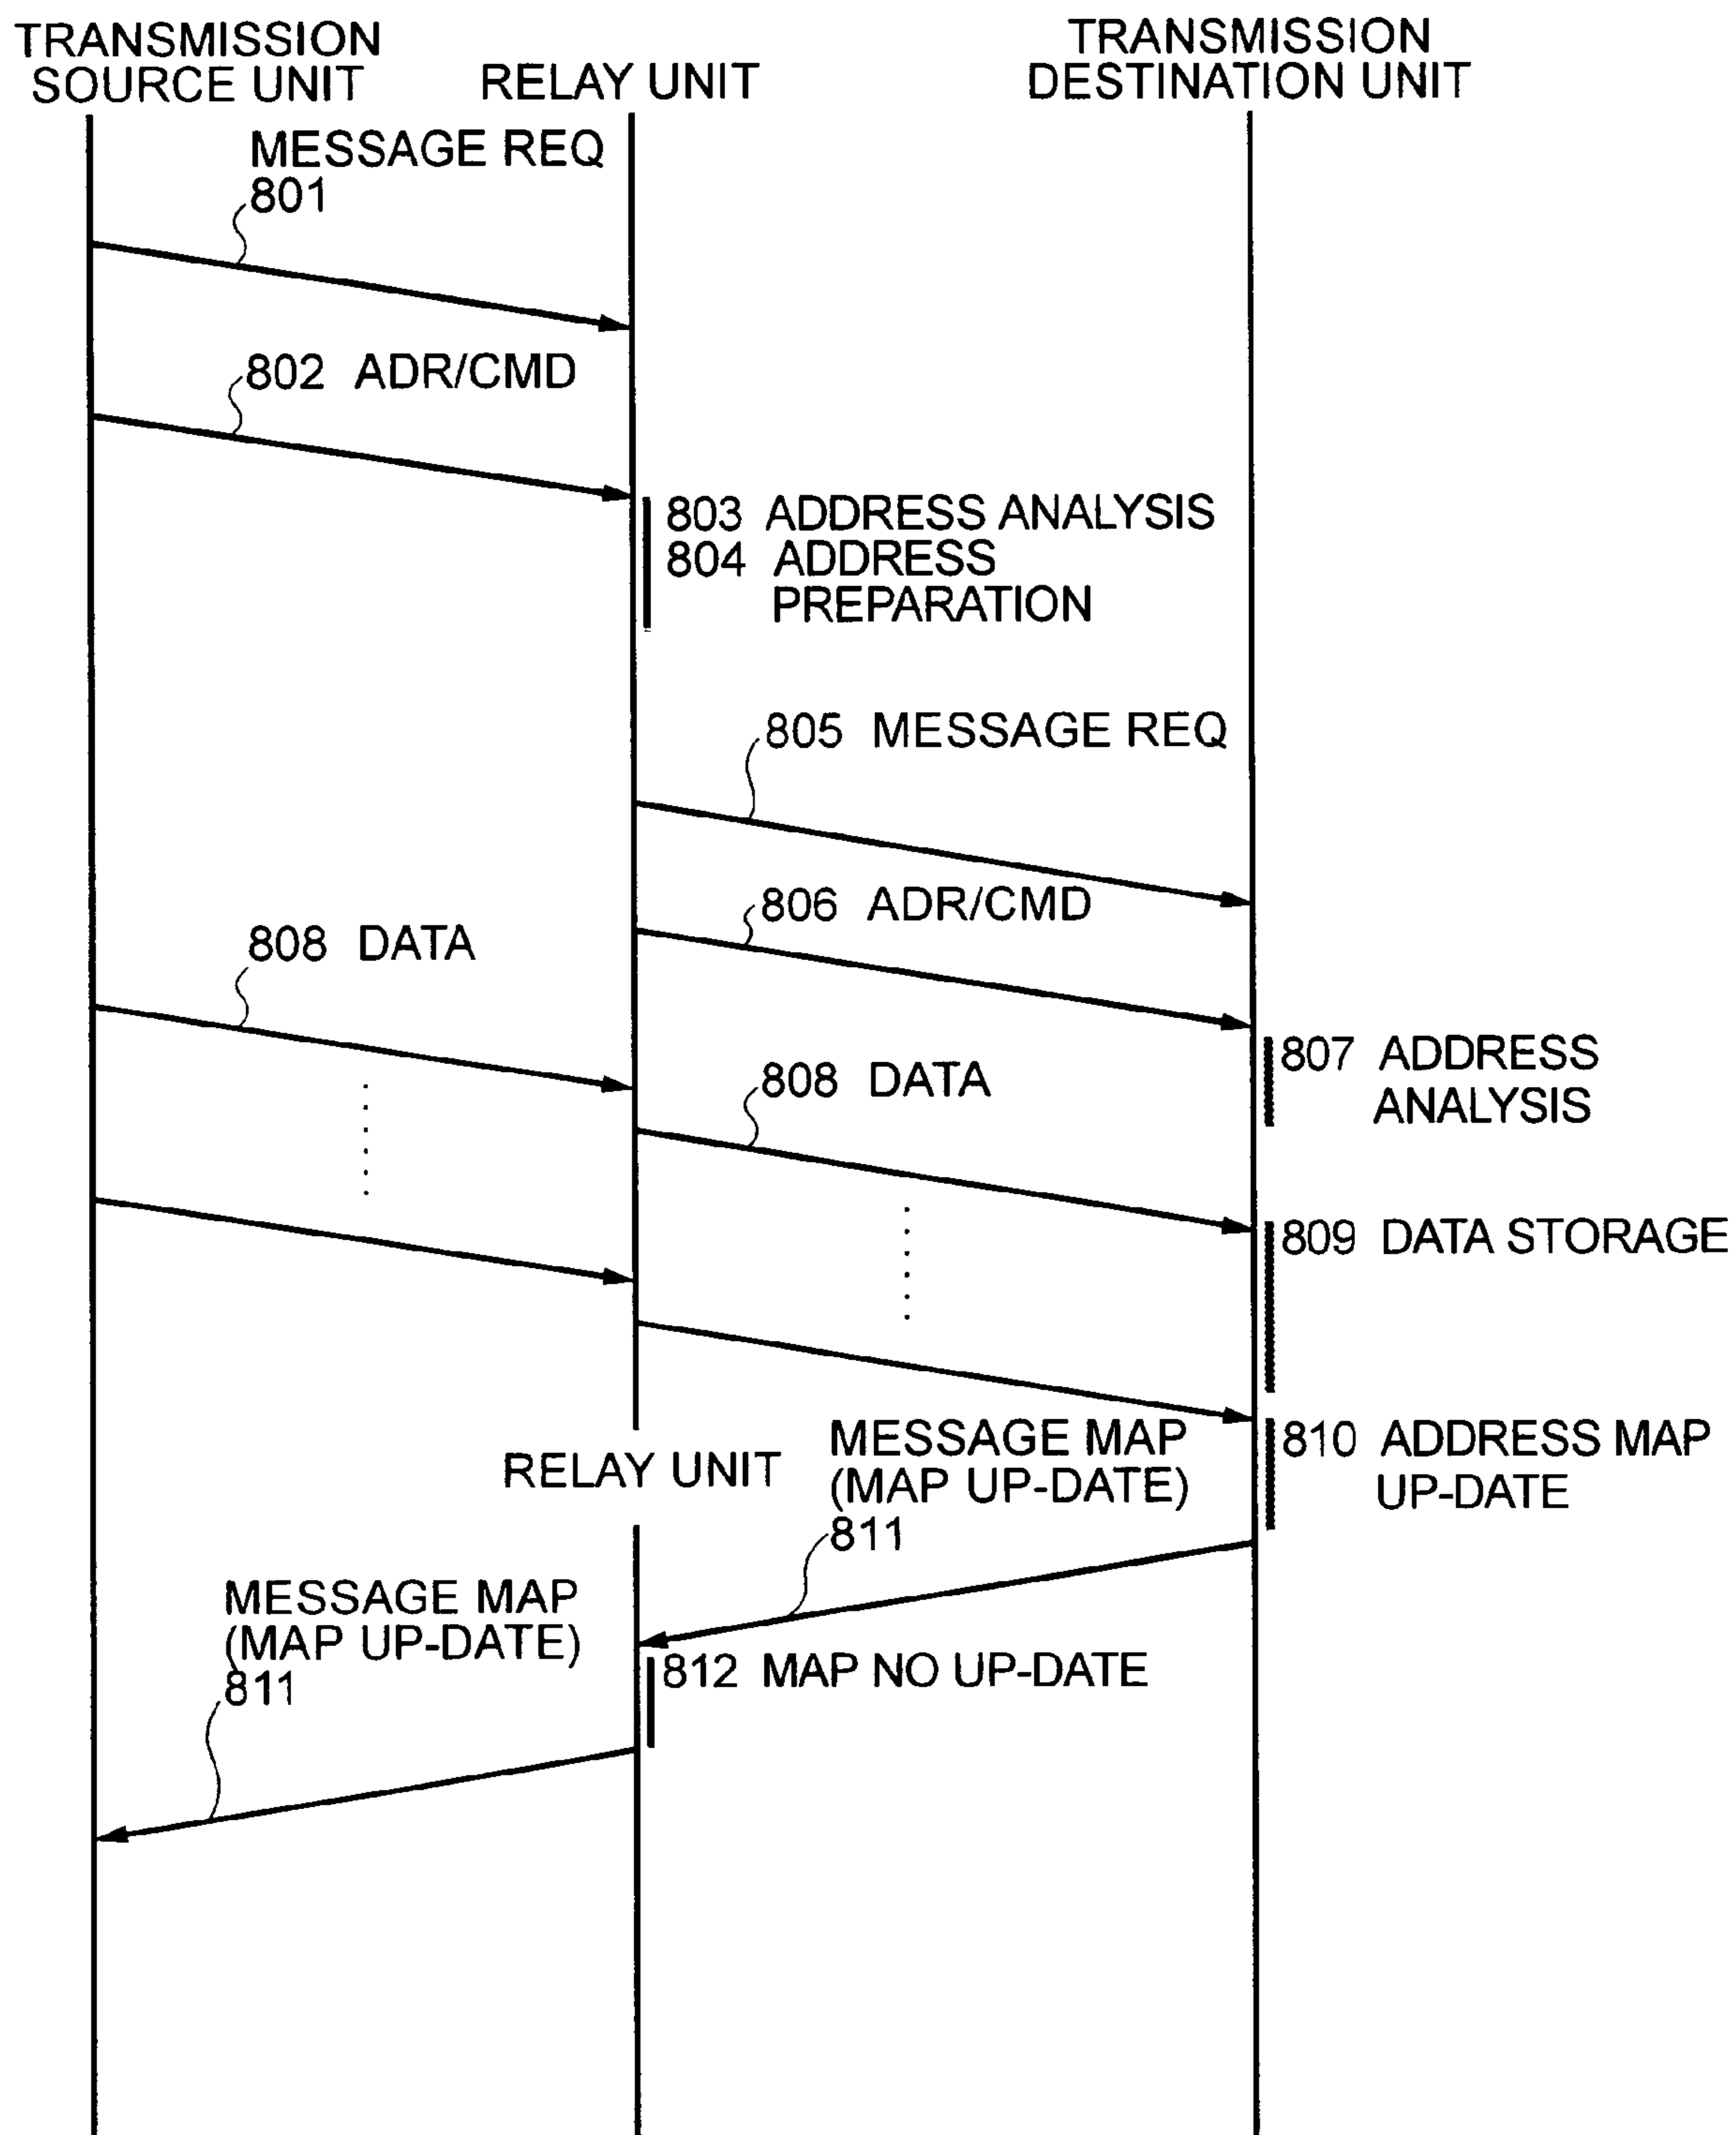 TRANSMISSION
SOURCE UNIT
RELAY UNIT
TRANSMISSION
DESTINATION UNIT
MESSAGE REQ
801
802 ADR/CMD
803 ADDRESS ANALYSIS
804 ADDRESS
PREPARATION
805 MESSAGE REQ
806 ADR/CMD
808 DATA
807 ADDRESS
ANALYSIS
808 DATA
809 DATA STORAGE
RELAY UNIT
MESSAGE MAP
(MAP UP-DATE)
811
810 ADDRESS MAP
UP-DATE
MESSAGE MAP
(MAP UP-DATE)
811
812 MAP NO UP-DATE